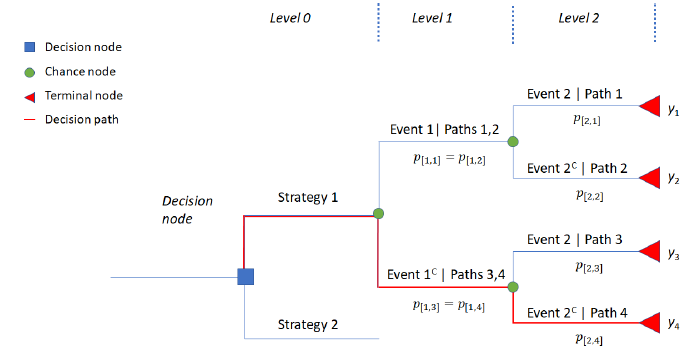 Level 0
Level 1
Level 2
Decision node
Chance node
Terminal node
Decision path
Decision
node
Strategy 1
Strategy 2
Event 1| Paths 1,2
p[1,1] = p[1,2]
Event 1ᶜ | Paths 3,4
p[1,3] = p[1,4]
Event 2 | Path 1
p[2,1]
y₁
Event 2ᶜ | Path 2
p[2,2]
y₂
Event 2 | Path 3
p[2,3]
y₃
Event 2ᶜ | Path 4
p[2,4]
y₄